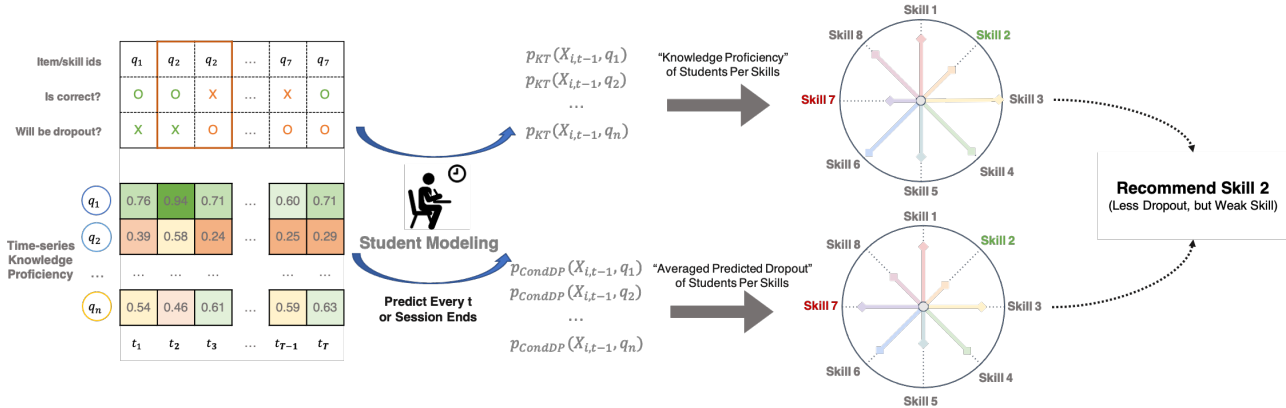 Item/skill ids q1 q2 q2 ... q7 q7
Is correct? O O X ... X O
Will be dropout? X X O ... O O
q1 0.76 0.94 0.71 ... 0.60 0.71
q2 0.39 0.58 0.24 ... 0.25 0.29
Time-series
Knowledge
Proficiency
... ... ... ... ... ...
qn 0.54 0.46 0.61 ... 0.59 0.63
t1 t2 t3 ... tT−1 tT
Student Modeling
Predict Every t
or Session Ends
pKT(Xi,t−1, q1)
pKT(Xi,t−1, q2)
...
pKT(Xi,t−1, qn)
pCondDP(Xi,t−1, q1)
pCondDP(Xi,t−1, q2)
...
pCondDP(Xi,t−1, qn)
“Knowledge Proficiency”
of Students Per Skills
“Averaged Predicted Dropout”
of Students Per Skills
Skill 1
Skill 2
Skill 3
Skill 4
Skill 5
Skill 6
Skill 7
Skill 8
Skill 1
Skill 2
Skill 3
Skill 4
Skill 5
Skill 6
Skill 7
Skill 8
Recommend Skill 2
(Less Dropout, but Weak Skill)